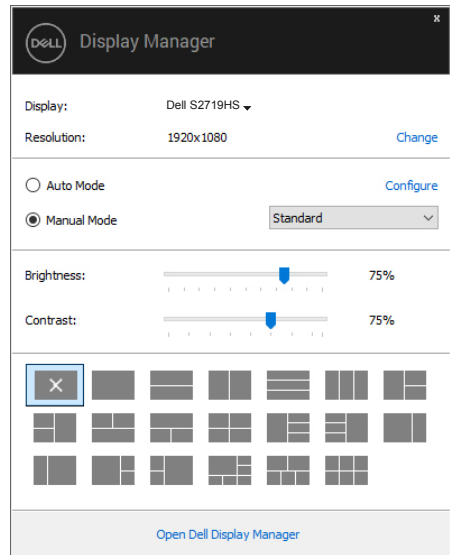 x
DELL Display Manager
Display: Dell S2719HS
Resolution: 1920x1080 Change
Auto Mode Configure
Manual Mode Standard
Brightness: 75%
Contrast: 75%
Open Dell Display Manager